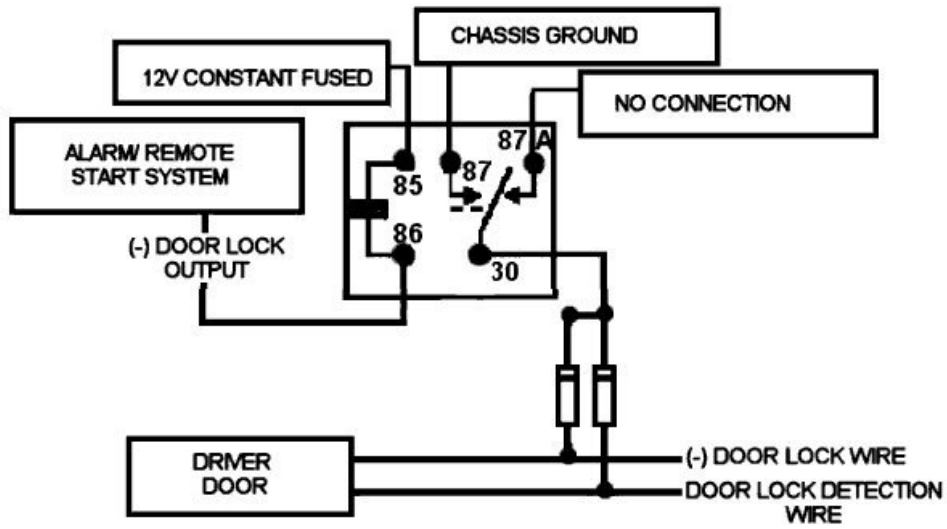 CHASSIS GROUND
12V CONSTANT FUSED
NO CONNECTION
ALARM/ REMOTE
START SYSTEM
87 A
87
85
86
30
(-) DOOR LOCK
OUTPUT
DRIVER
DOOR
(-) DOOR LOCK WIRE
DOOR LOCK DETECTION
WIRE